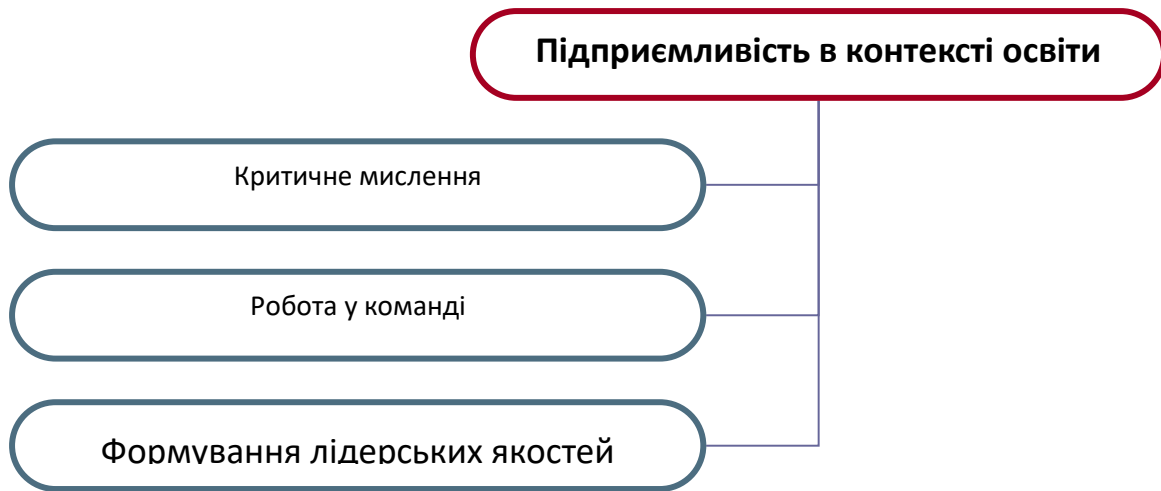 Підприємливість в контексті освіти
Критичне мислення
Робота у команді
Формування лідерських якостей